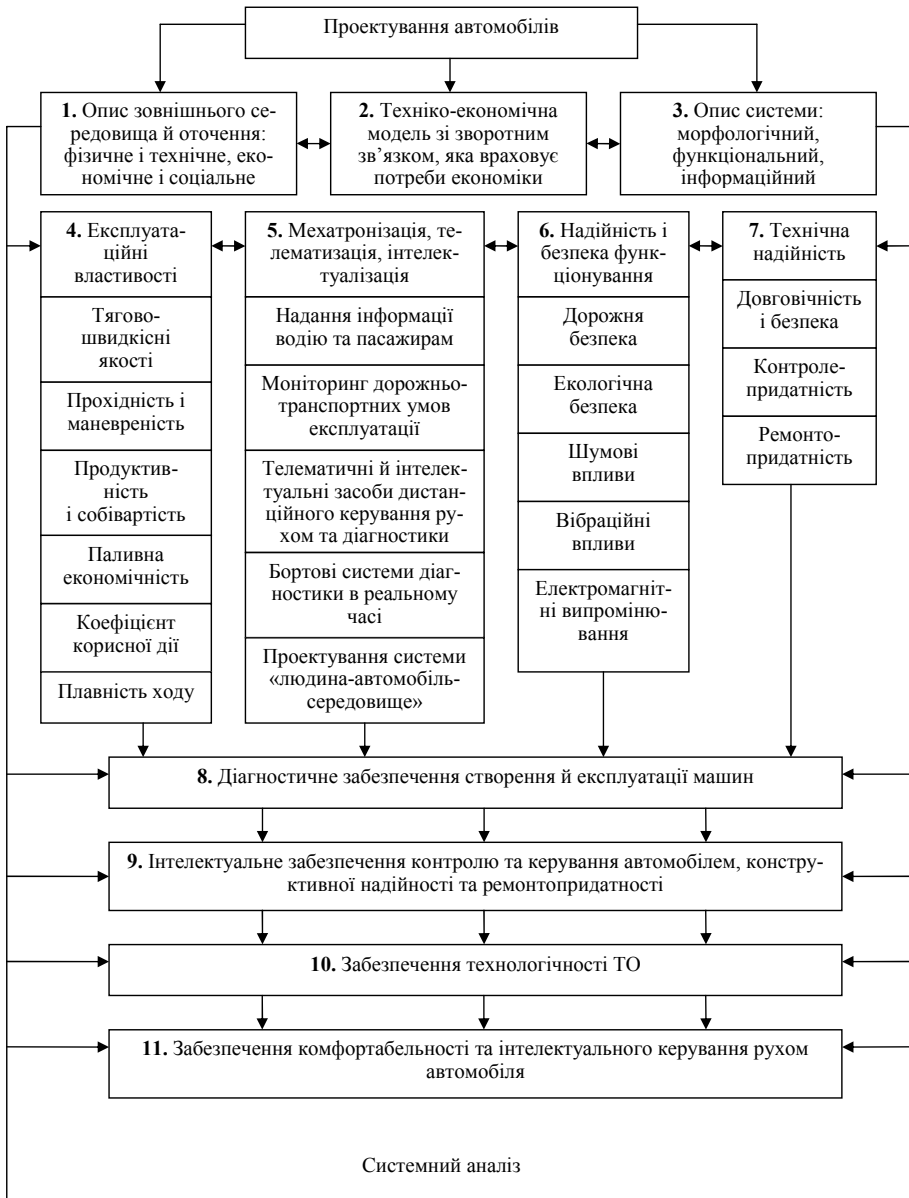 Проектування автомобілів
1. Опис зовнішнього се-
редовища й оточення:
фізичне і технічне, еко-
номічне і соціальне
2. Техніко-економічна
модель зі зворотним
зв’язком, яка враховує
потреби економіки
3. Опис системи:
морфологічний,
функціональний,
інформаційний
4. Експлуата-
ційні
властивості
Тягово-
швидкісні
якості
Прохідність і
маневреність
Продуктив-
ність
і собівартість
Паливна
економічність
Коефіцієнт
корисної дії
Плавність ходу
5. Мехатронізація, те-
лематизація, інтелек-
туалізація
Надання інформації
водію та пасажирам
Моніторинг дорожньо-
транспортних умов
експлуатації
Телематичні й інтелек-
туальні засоби дистан-
ційного керування ру-
хом та діагностики
Бортові системи діаг-
ностики в реальному
часі
Проектування системи
«людина-автомобіль-
середовище»
6. Надійність і
безпека функ-
ціонування
Дорожня
безпека
Екологічна
безпека
Шумові
впливи
Вібраційні
впливи
Електромагніт-
ні випроміню-
вання
7. Технічна
надійність
Довговічність
і безпека
Контроле-
придатність
Ремонто-
придатність
8. Діагностичне забезпечення створення й експлуатації машин
9. Інтелектуальне забезпечення контролю та керування автомобілем, конструк-
тивної надійності та ремонтопридатності
10. Забезпечення технологічності ТО
11. Забезпечення комфортабельності та інтелектуального керування рухом
автомобіля
Системний аналіз